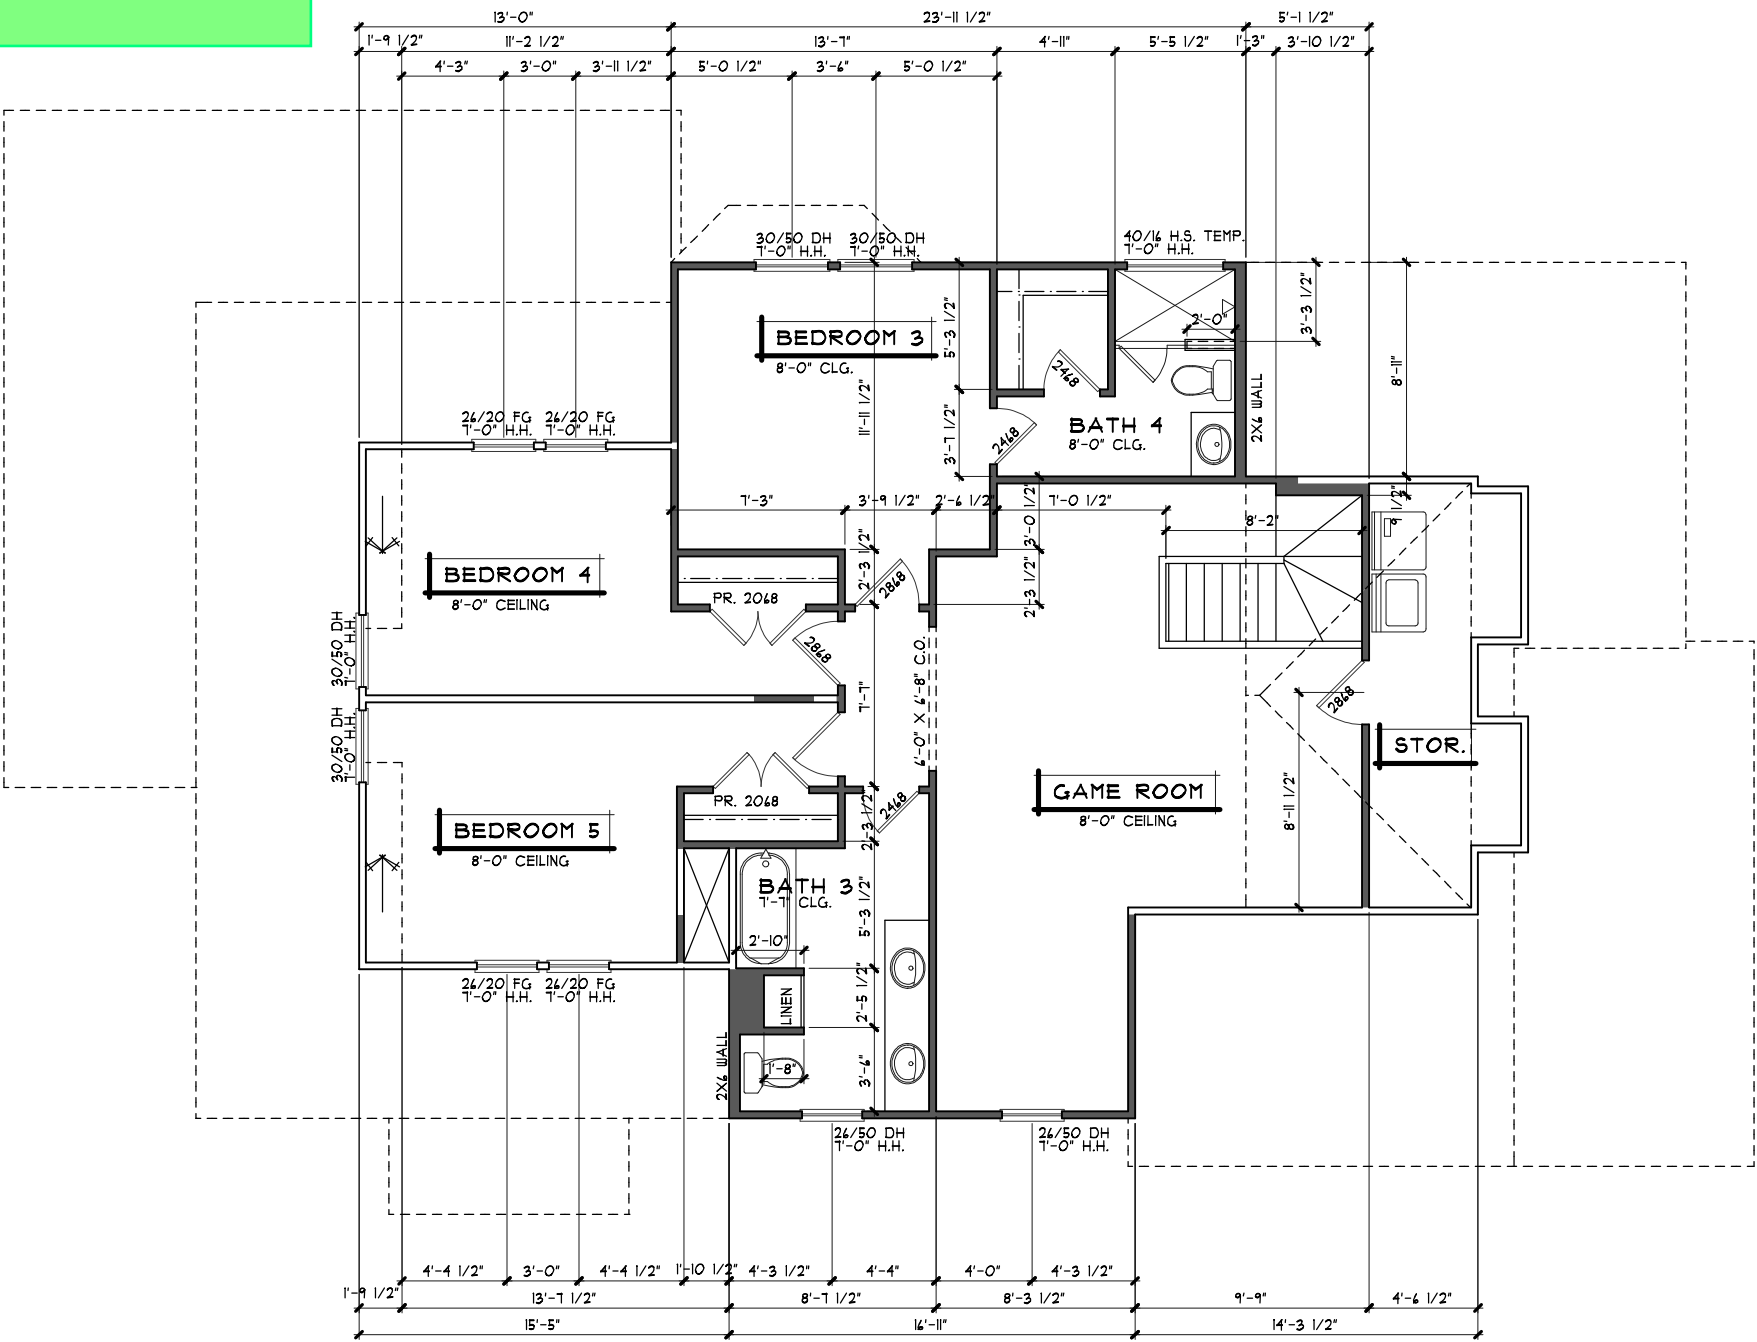 13'-0" 23'-11 1/2" 5'-1 1/2"
1'-9 1/2" 11'-2 1/2" 13'-7" 4'-11" 5'-5 1/2" 1'-3" 3'-10 1/2"
4'-3" 3'-0" 3'-11 1/2" 5'-0 1/2" 3'-6" 5'-0 1/2"
30/50 DH
7'-0" H.H.
30/50 DH
7'-0" H.H.
40/16 H.S. TEMP.
7'-0" H.H.
3'-3 1/2"
2'-0"
5'-3 1/2"
BEDROOM 3
8'-0" CLG.
2468
8'-11"
11'-11 1/2"
2X6 WALL
26/20 FG
7'-0" H.H.
26/20 FG
7'-0" H.H.
3'-7 1/2"
2468
BATH 4
8'-0" CLG.
7'-3" 3'-9 1/2" 2'-6 1/2" 7'-0 1/2"
3'-0 1/2"
9 1/2"
8'-2"
2'-3 1/2"
2868
2'-3 1/2"
BEDROOM 4
8'-0" CEILING
PR. 2068
30/50 DH
7'-0" H.H.
2868
6'-0" X 6'-8" C.O.
7'-7"
2868
30/50 DH
7'-0" H.H.
STOR.
GAME ROOM
8'-0" CEILING
8'-11 1/2"
PR. 2068
2468
2'-3 1/2"
BEDROOM 5
8'-0" CEILING
BATH 3
7'-7" CLG.
5'-3 1/2"
2'-10"
26/20 FG
7'-0" H.H.
26/20 FG
7'-0" H.H.
LINEN
2'-5 1/2"
2X6 WALL
1'-8"
3'-6"
26/50 DH
7'-0" H.H.
26/50 DH
7'-0" H.H.
4'-4 1/2" 3'-0" 4'-4 1/2" 1'-10 1/2" 4'-3 1/2" 4'-4" 4'-0" 4'-3 1/2"
1'-9 1/2" 13'-7 1/2" 8'-7 1/2" 8'-3 1/2" 9'-9" 4'-6 1/2"
15'-5" 16'-11" 14'-3 1/2"